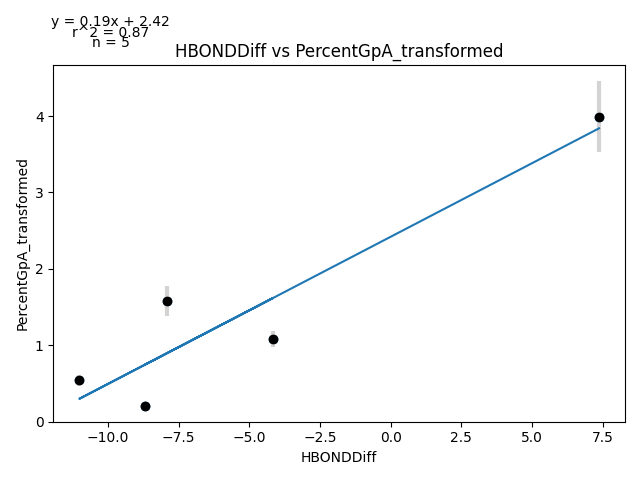 y = 0.19x + 2.42
r^2 = 0.87
n = 5
HBONDDiff vs PercentGpA_transformed
PercentGpA_transformed
4
3
2
1
0
−10.0 −7.5 −5.0 −2.5 0.0 2.5 5.0 7.5
HBONDDiff